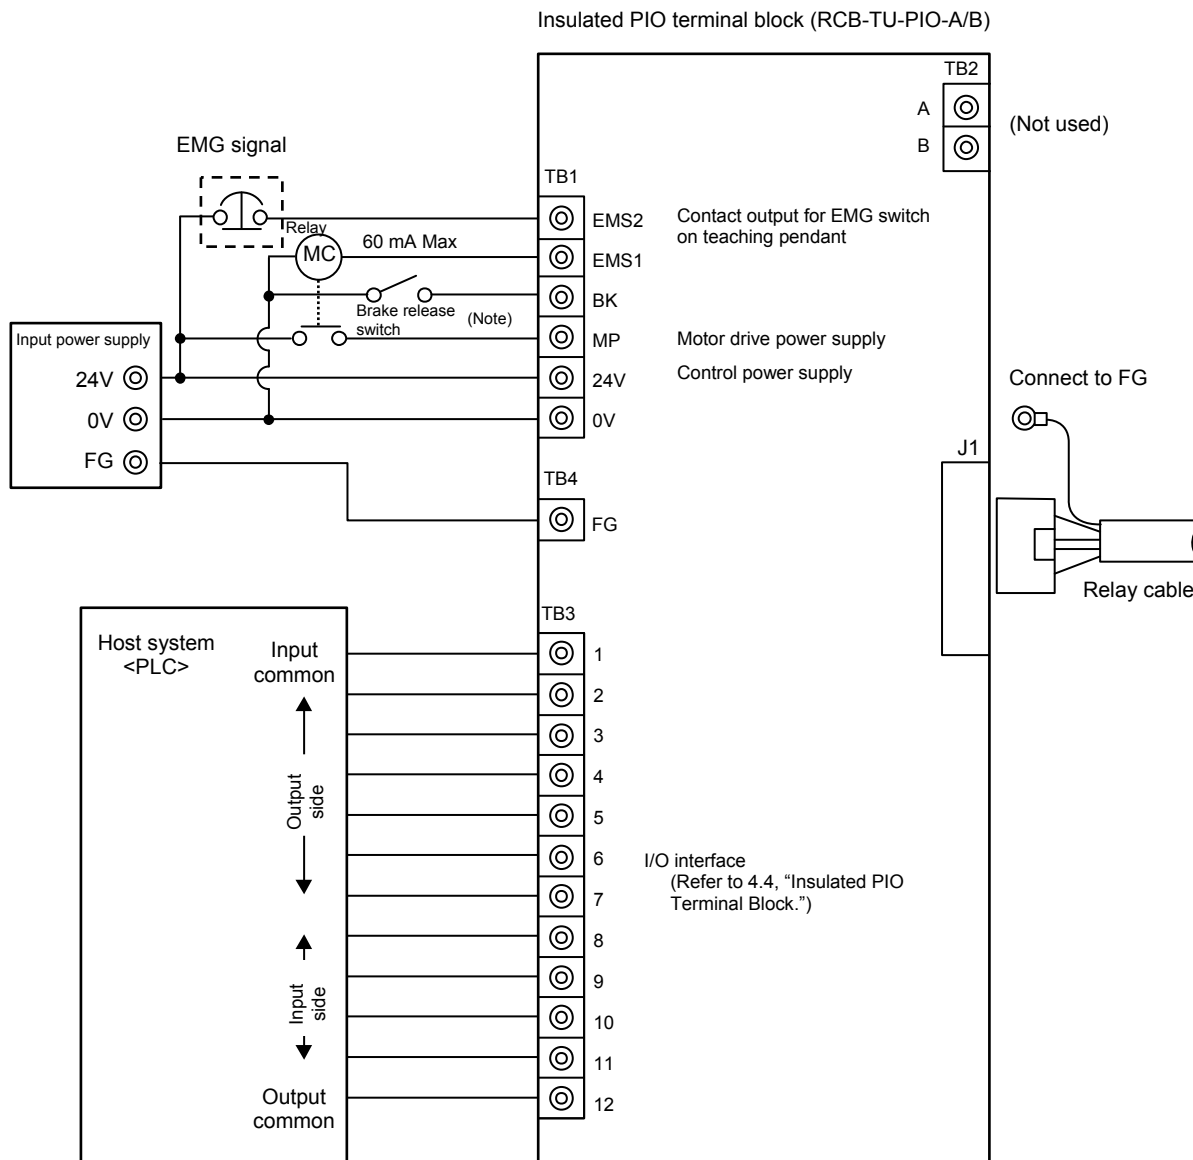 Insulated PIO terminal block (RCB-TU-PIO-A/B)
TB2
A
B
(Not used)
EMG signal
TB1
EMS2
Contact output for EMG switch
on teaching pendant
Relay
MC
60 mA Max
EMS1
BK
Brake release
switch
(Note)
MP
Motor drive power supply
Input power supply
24V
24V
Control power supply
Connect to FG
0V
0V
FG
TB4
FG
J1
Relay cable
TB3
Host system
<PLC>
Input
common
Output
side
Input
side
Output
common
1
2
3
4
5
6
7
8
9
10
11
12
I/O interface
(Refer to 4.4, “Insulated PIO
Terminal Block.”)